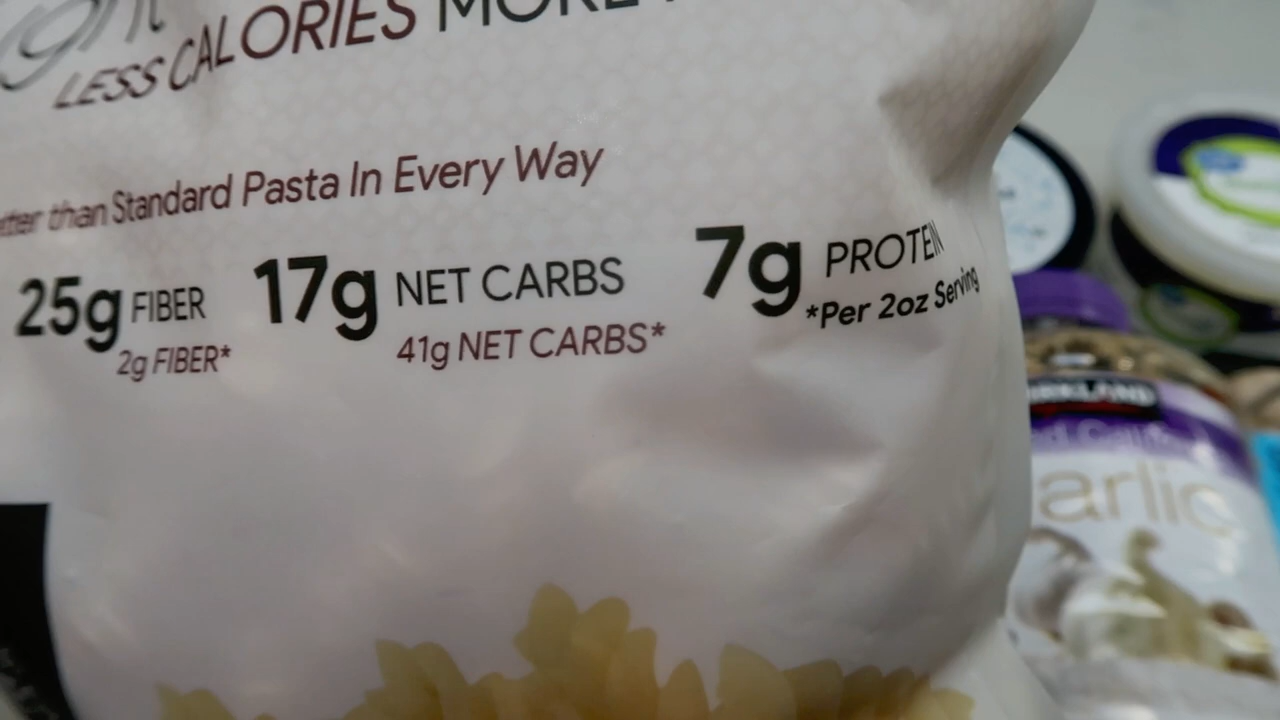 LESS CALORIES MORE
than Standard Pasta In Every Way
25g FIBER 17g NET CARBS 7g PROTEIN
2g FIBER* 41g NET CARBS* *Per 2oz Serving
KIRKLAND
arlic